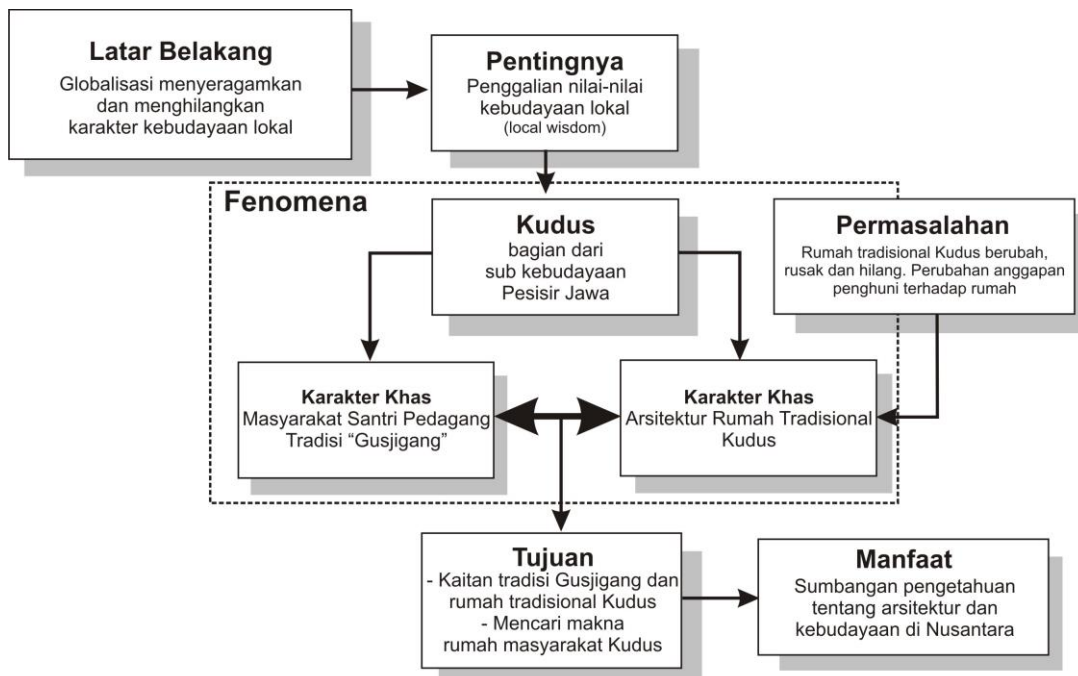 Latar Belakang
Globalisasi menyeragamkan
dan menghilangkan
karakter kebudayaan lokal
Pentingnya
Penggalian nilai-nilai
kebudayaan lokal
(local wisdom)
Fenomena
Kudus
bagian dari
sub kebudayaan
Pesisir Jawa
Permasalahan
Rumah tradisional Kudus berubah,
rusak dan hilang. Perubahan anggapan
penghuni terhadap rumah
Karakter Khas
Masyarakat Santri Pedagang
Tradisi “Gusjigang”
Karakter Khas
Arsitektur Rumah Tradisional
Kudus
Tujuan
- Kaitan tradisi Gusjigang dan
rumah tradisional Kudus
- Mencari makna
rumah masyarakat Kudus
Manfaat
Sumbangan pengetahuan
tentang arsitektur dan
kebudayaan di Nusantara